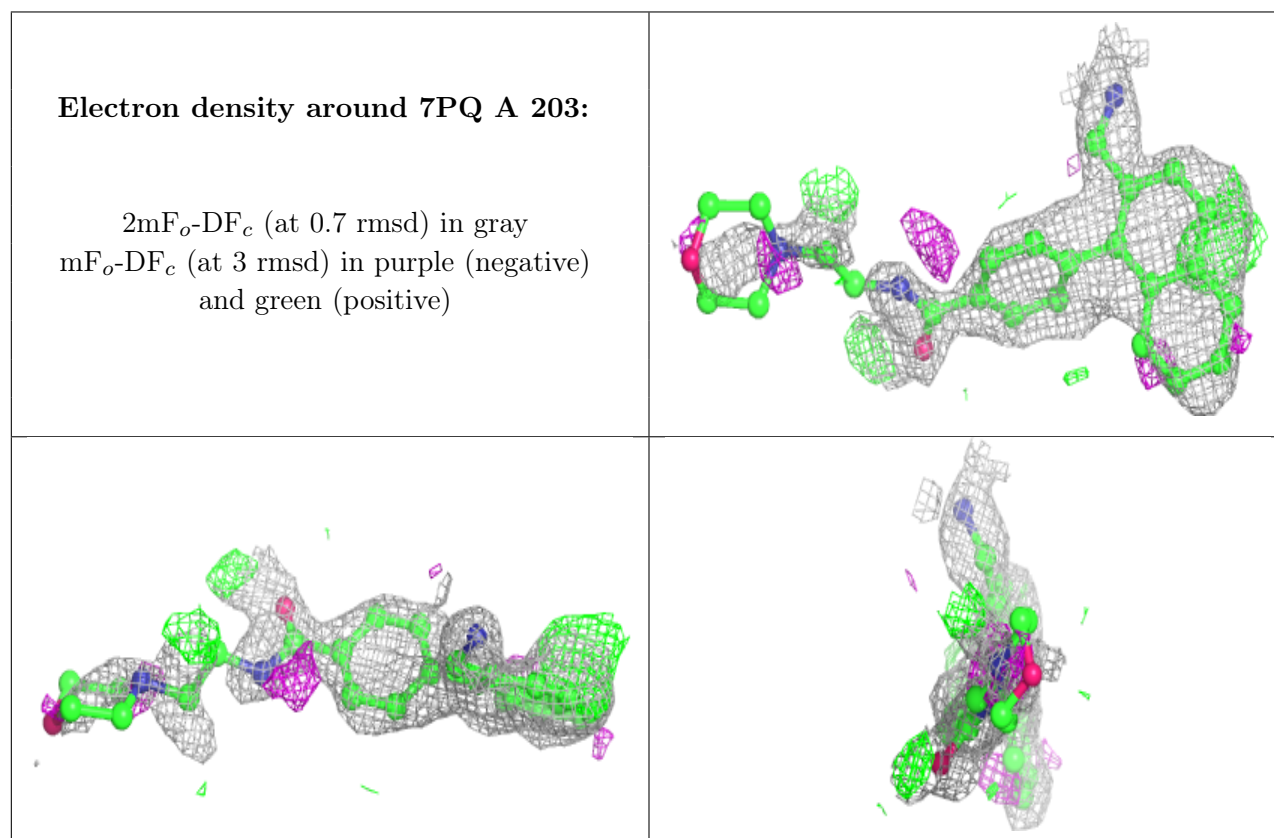 Electron density around 7PQ A 203:
2mFo-DFc (at 0.7 rmsd) in gray
mFo-DFc (at 3 rmsd) in purple (negative)
and green (positive)